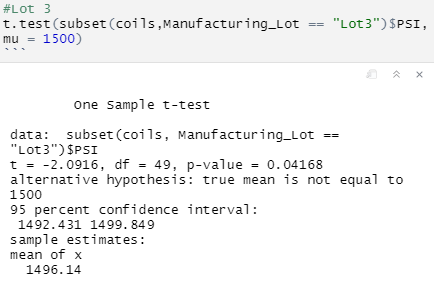 #Lot 3
t.test(subset(coils,Manufacturing_Lot == "Lot3")$PSI,
mu = 1500)
```
One Sample t-test
data:  subset(coils, Manufacturing_Lot ==
"Lot3")$PSI
t = -2.0916, df = 49, p-value = 0.04168
alternative hypothesis: true mean is not equal to
1500
95 percent confidence interval:
1492.431 1499.849
sample estimates:
mean of x
1496.14